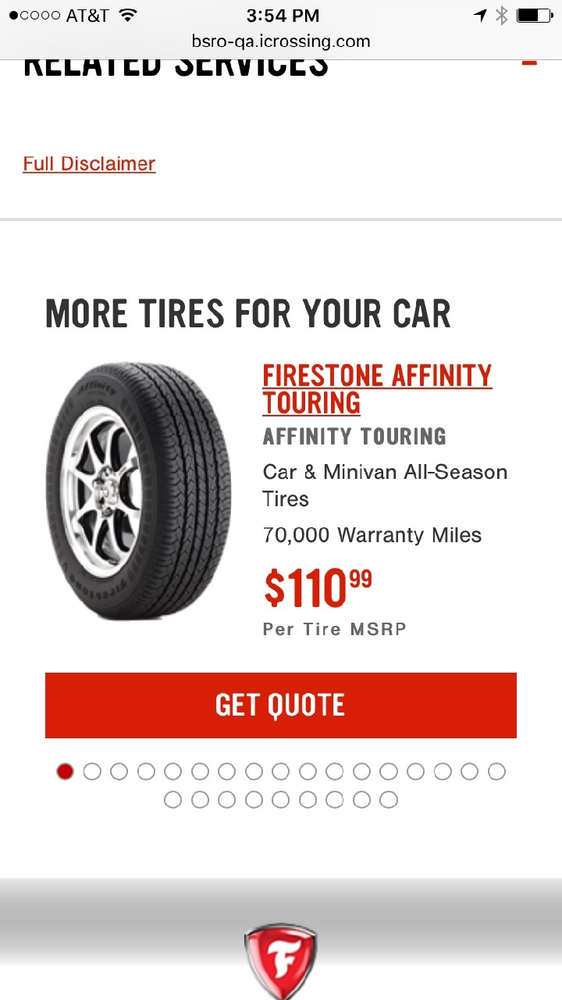 AT&T 3:54 PM
bsro-qa.icrossing.com
RELATED SERVICES
Full Disclaimer
MORE TIRES FOR YOUR CAR
Affinity
Firestone
FIRESTONE AFFINITY
TOURING
AFFINITY TOURING
Car & Minivan All-Season
Tires
70,000 Warranty Miles
$110 99
Per Tire MSRP
GET QUOTE
F